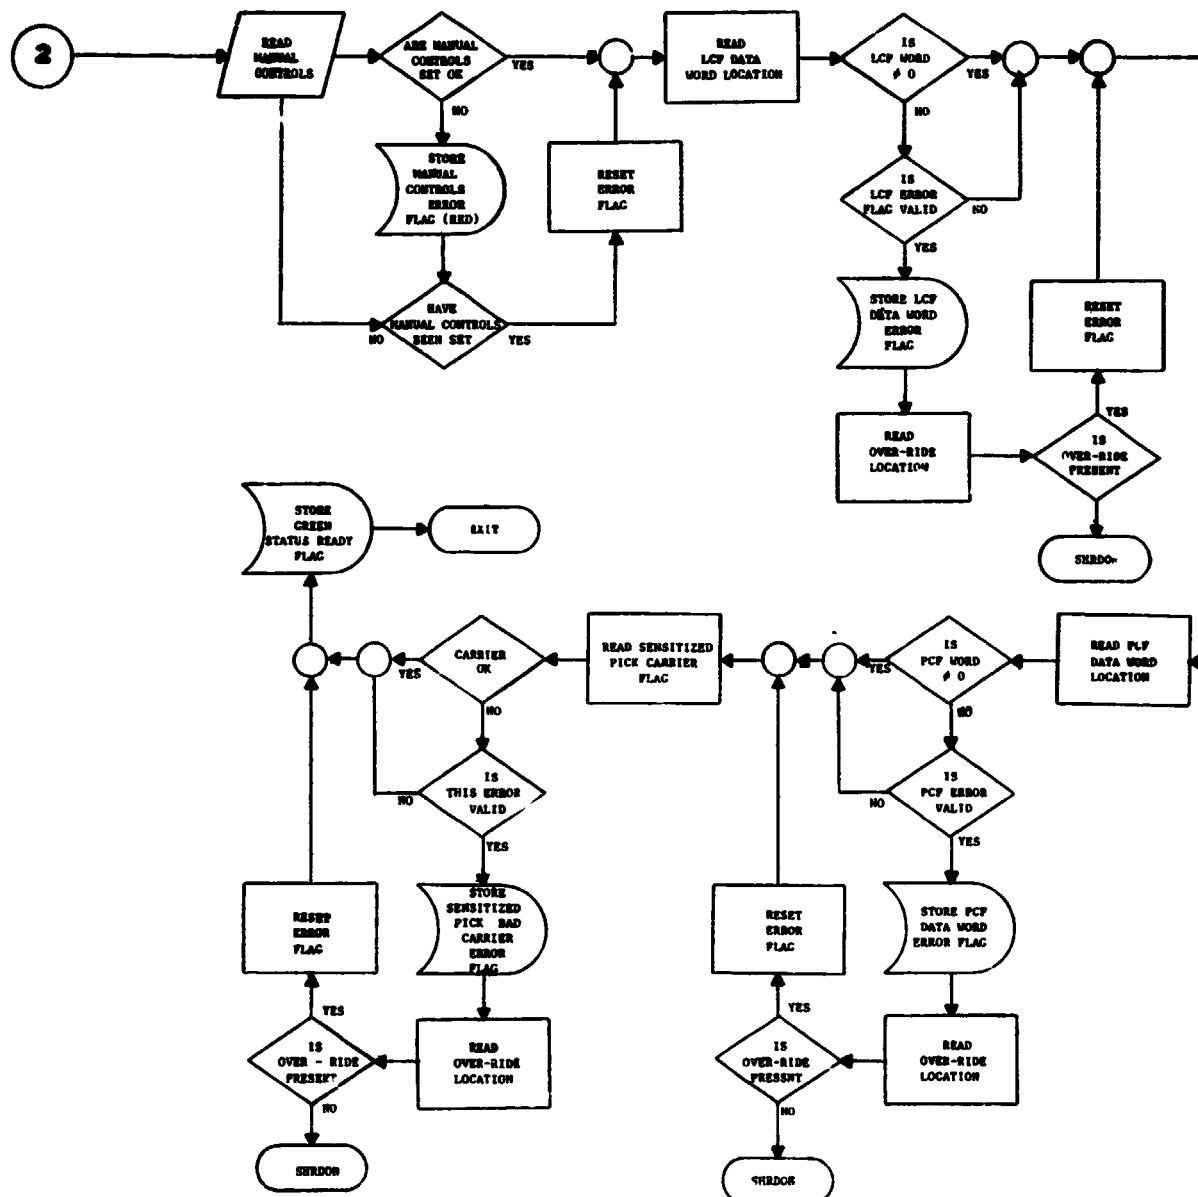 2
READ
MANUAL
CONTROLS
ARE MANUAL
CONTROLS
SET OK
YES
NO
STORE
MANUAL
CONTROLS
ERROR
FLAG (RED)
HAVE
MANUAL CONTROLS
BEEN SET
NO
YES
RESET
ERROR
FLAG
READ
LCF DATA
WORD LOCATION
IS
LCF WORD
≠ 0
YES
NO
IS
LCF ERROR
FLAG VALID
NO
YES
STORE LCF
DATA WORD
ERROR
FLAG
READ
OVER-RIDE
LOCATION
RESET
ERROR
FLAG
YES
IS
OVER-RIDE
PRESENT
SHRDON
STORE
GREEN
STATUS READY
FLAG
EXIT
CARRIER
OK
YES
NO
READ SENSITIZED
PICK CARRIER
FLAG
IS
PCF WORD
≠ 0
YES
NO
READ PCF
DATA WORD
LOCATION
IS
THIS ERROR
VALID
NO
YES
IS
PCF ERROR
VALID
NO
YES
RESET
ERROR
FLAG
STORE
SENSITIZED
PICK BAD
CARRIER
ERROR
FLAG
RESET
ERROR
FLAG
STORE PCF
DATA WORD
ERROR FLAG
YES
IS
OVER - RIDE
PRESENT
NO
READ
OVER-RIDE
LOCATION
YES
IS
OVER-RIDE
PRESENT
NO
READ
OVER-RIDE
LOCATION
SHRDON
SHRDON